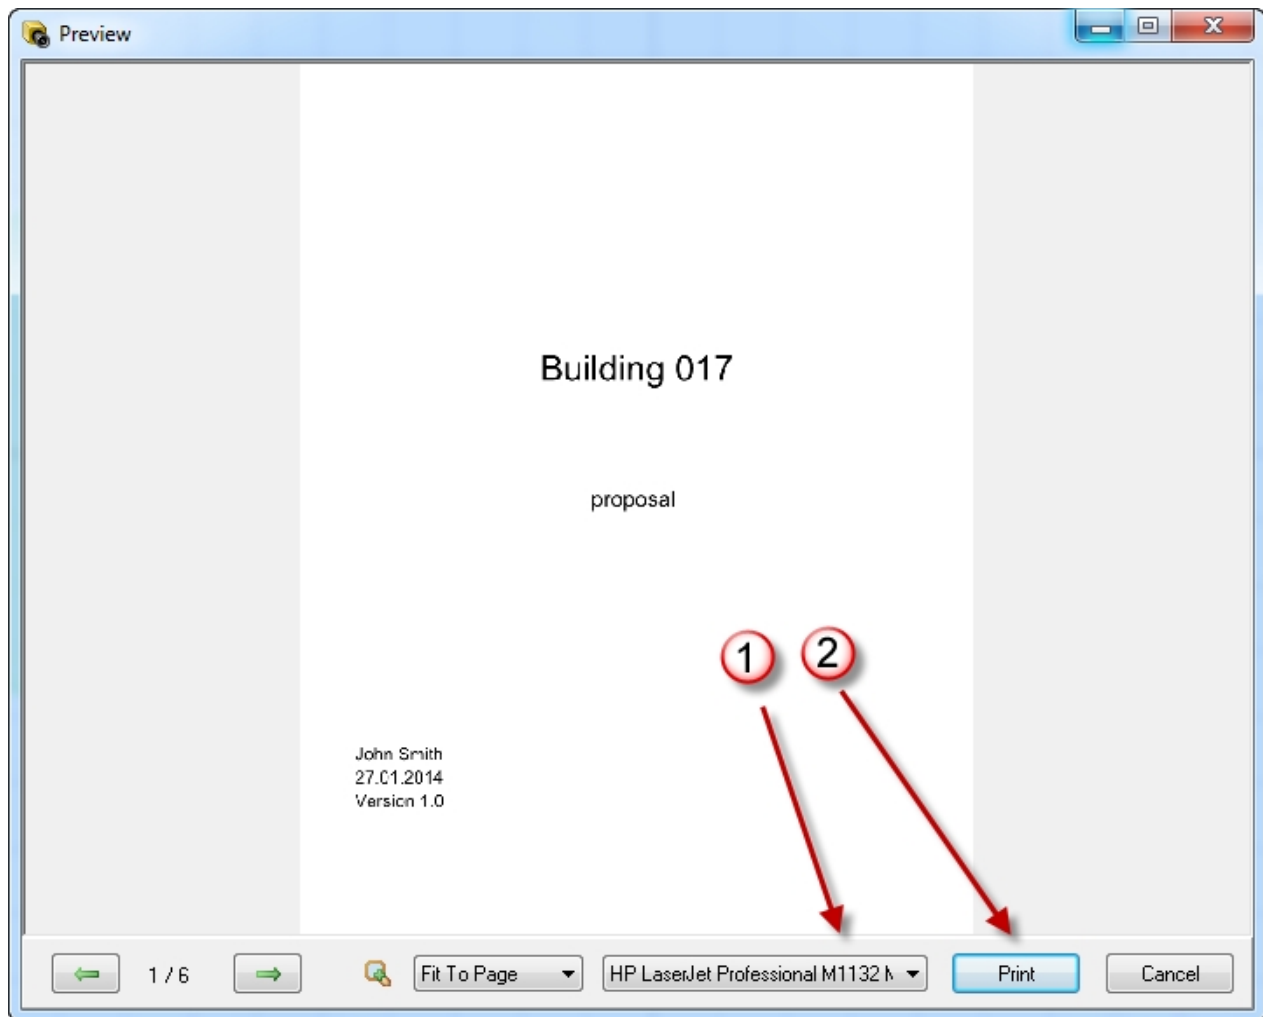 Preview
Building 017
proposal
1
2
John Smith
27.01.2014
Version 1.0
1 / 6
Fit To Page
HP LaserJet Professional M1132 M
Print
Cancel